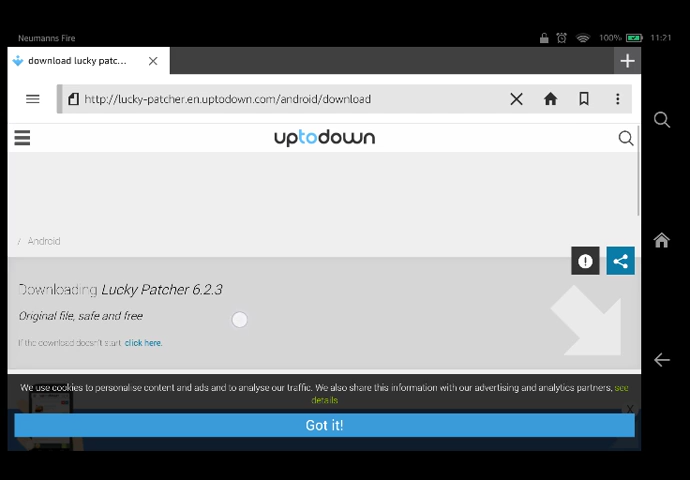 Neumanns Fire
100%
11:21
download lucky patc...
http://lucky-patcher.en.uptodown.com/android/download
uptodown
/ Android
Downloading Lucky Patcher 6.2.3
Original file, safe and free
If the download doesn't start click here.
We use cookies to personalise content and ads and to analyse our traffic. We also share this information with our advertising and analytics partners, see
details
Got it!